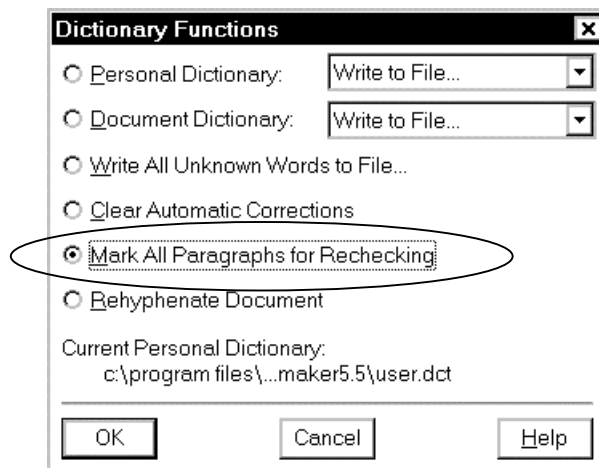 Dictionary Functions
Personal Dictionary: Write to File...
Document Dictionary: Write to File...
Write All Unknown Words to File...
Clear Automatic Corrections
Mark All Paragraphs for Rechecking
Rehyphenate Document
Current Personal Dictionary:
c:\program files\...maker5.5\user.dct
OK Cancel Help